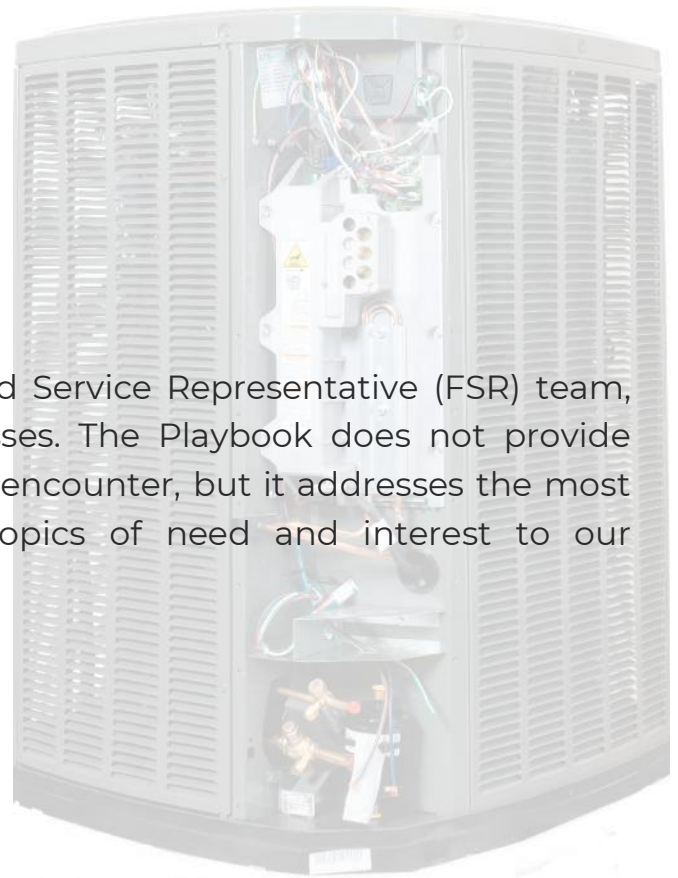 d Service Representative (FSR) team,
sses. The Playbook does not provide
encounter, but it addresses the most
opics of need and interest to our